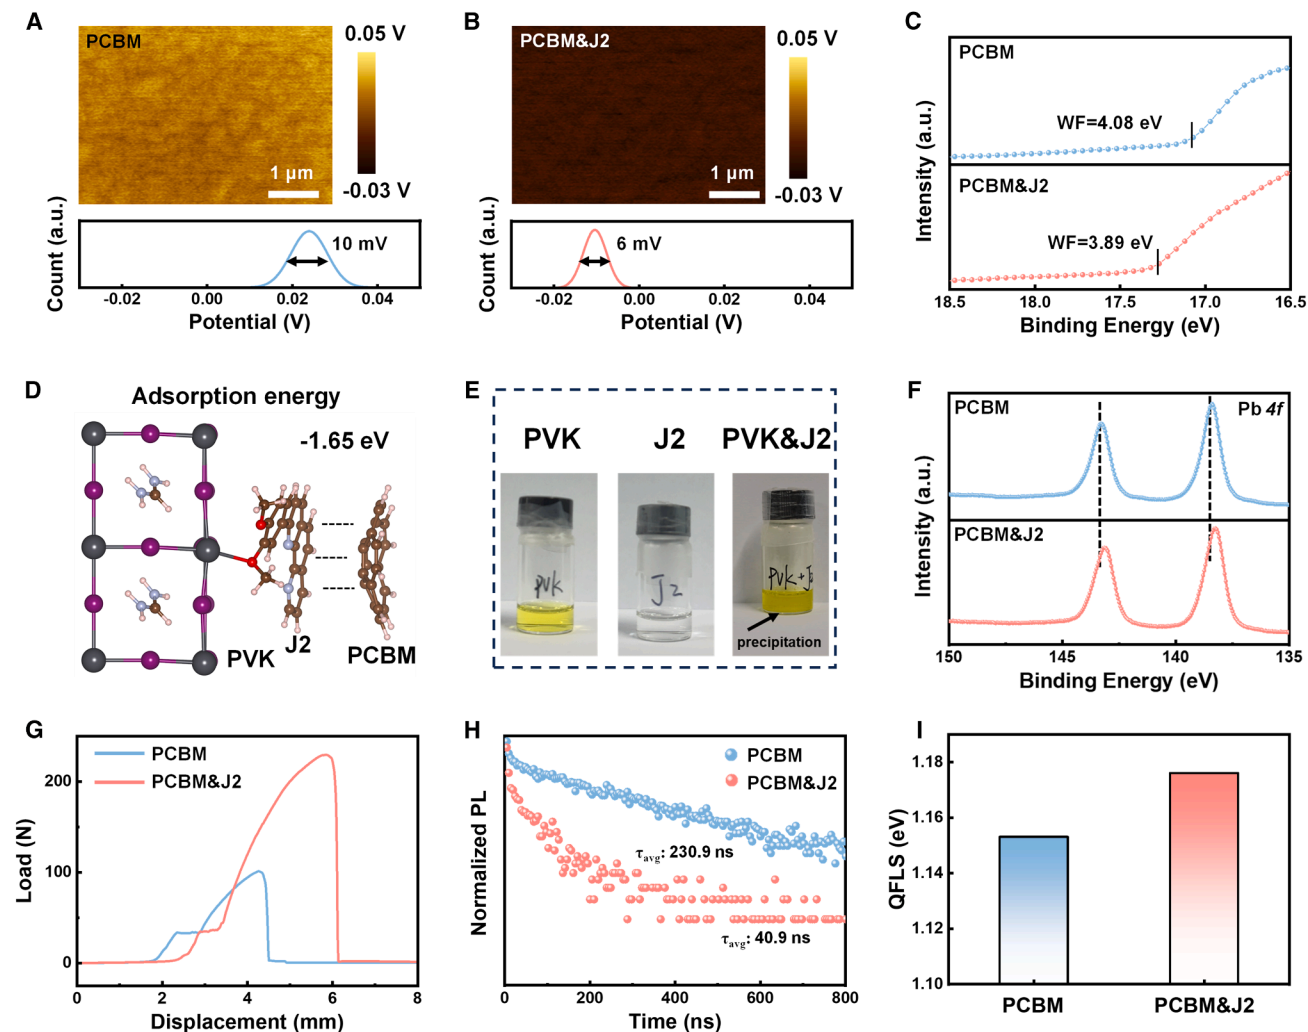 A
PCBM
0.05 V
-0.03 V
1 μm
Count (a.u.)
10 mV
-0.02 0.00 0.02 0.04
Potential (V)
B
PCBM&J2
0.05 V
-0.03 V
1 μm
Count (a.u.)
6 mV
-0.02 0.00 0.02 0.04
Potential (V)
C
PCBM
WF=4.08 eV
PCBM&J2
WF=3.89 eV
Intensity (a.u.)
18.5 18.0 17.5 17.0 16.5
Binding Energy (eV)
D
Adsorption energy
-1.65 eV
PVK
J2
PCBM
E
PVK J2 PVK&J2
PVK
J2
PVK+J2
precipitation
F
PCBM
Pb 4f
PCBM&J2
Intensity (a.u.)
150 145 140 135
Binding Energy (eV)
G
PCBM
PCBM&J2
Load (N)
200
100
0
0 2 4 6 8
Displacement (mm)
H
PCBM
PCBM&J2
τavg: 230.9 ns
τavg: 40.9 ns
Normalized PL
0 200 400 600 800
Time (ns)
I
QFLS (eV)
1.18
1.16
1.14
1.12
1.10
PCBM PCBM&J2